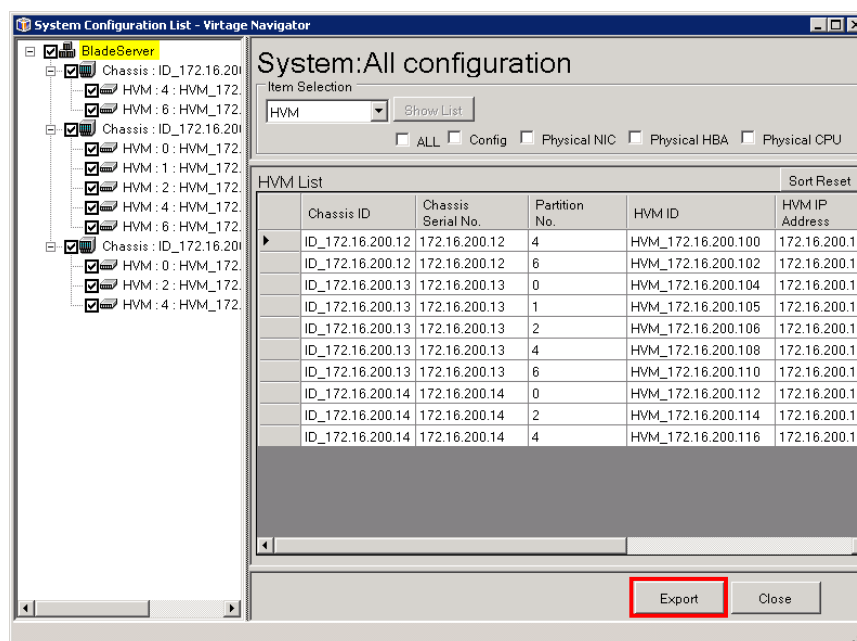 System Configuration List - Virtage Navigator
BladeServer
Chassis : ID_172.16.20
HVM : 4 : HVM_172.
HVM : 6 : HVM_172.
Chassis : ID_172.16.20
HVM : 0 : HVM_172.
HVM : 1 : HVM_172.
HVM : 2 : HVM_172.
HVM : 4 : HVM_172.
HVM : 6 : HVM_172.
Chassis : ID_172.16.20
HVM : 0 : HVM_172.
HVM : 2 : HVM_172.
HVM : 4 : HVM_172.
System:All configuration
Item Selection
HVM Show List
ALL Config Physical NIC Physical HBA Physical CPU
HVM List Sort Reset
Chassis ID Chassis Serial No. Partition No. HVM ID HVM IP Address
ID_172.16.200.12 172.16.200.12 4 HVM_172.16.200.100 172.16.200.1
ID_172.16.200.12 172.16.200.12 6 HVM_172.16.200.102 172.16.200.1
ID_172.16.200.13 172.16.200.13 0 HVM_172.16.200.104 172.16.200.1
ID_172.16.200.13 172.16.200.13 1 HVM_172.16.200.105 172.16.200.1
ID_172.16.200.13 172.16.200.13 2 HVM_172.16.200.106 172.16.200.1
ID_172.16.200.13 172.16.200.13 4 HVM_172.16.200.108 172.16.200.1
ID_172.16.200.13 172.16.200.13 6 HVM_172.16.200.110 172.16.200.1
ID_172.16.200.14 172.16.200.14 0 HVM_172.16.200.112 172.16.200.1
ID_172.16.200.14 172.16.200.14 2 HVM_172.16.200.114 172.16.200.1
ID_172.16.200.14 172.16.200.14 4 HVM_172.16.200.116 172.16.200.1
Export Close